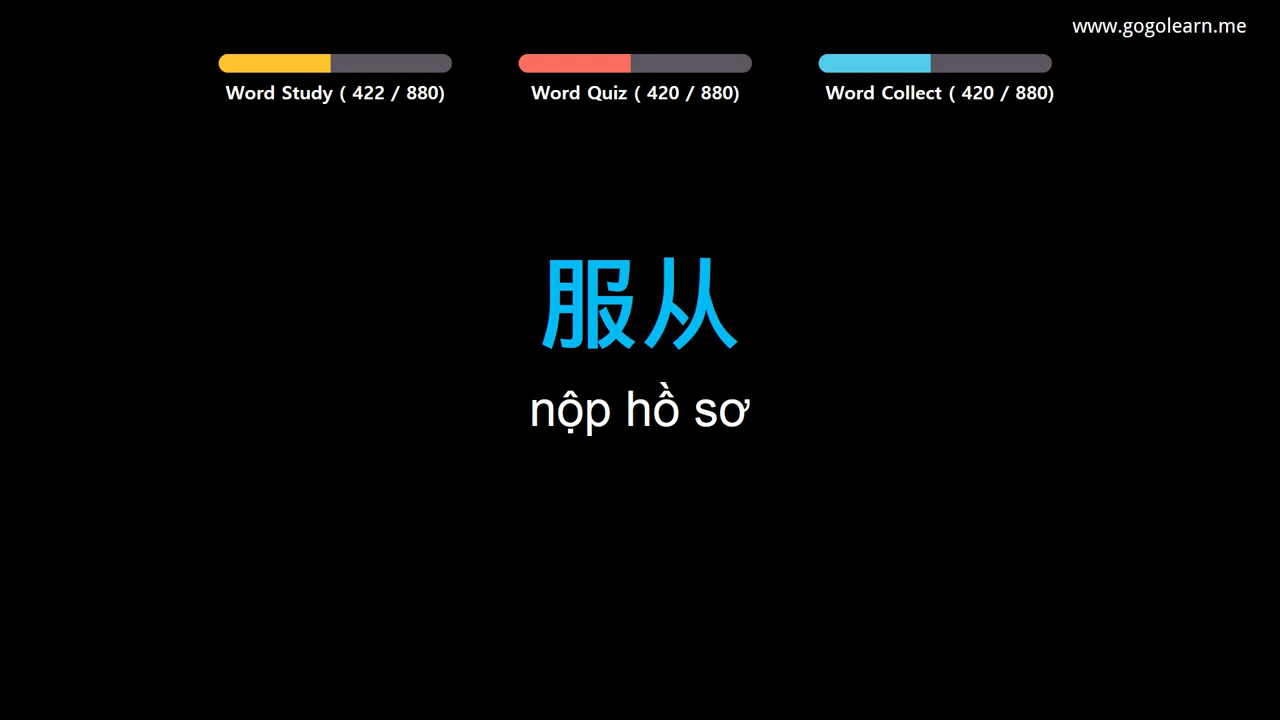 www.gogolearn.me
Word Study ( 422 / 880)
Word Quiz ( 420 / 880)
Word Collect ( 420 / 880)
服从
nộp hồ sơ